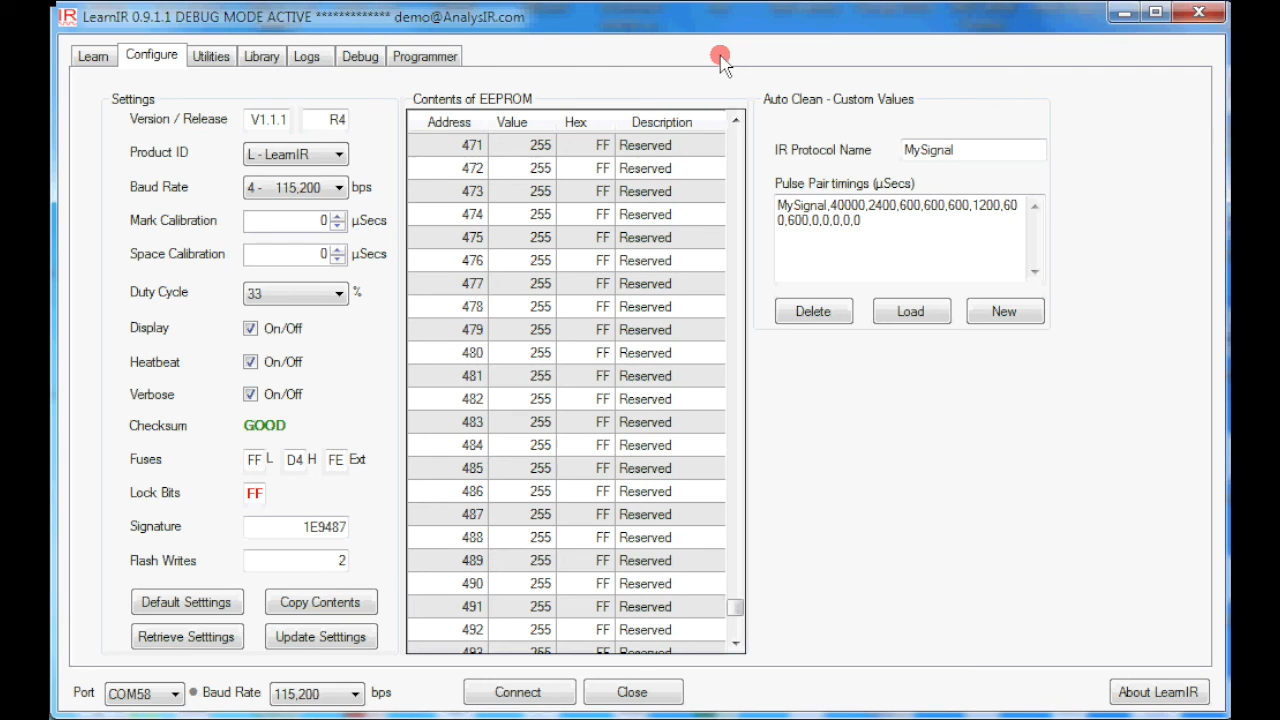 IR LearnIR 0.9.1.1 DEBUG MODE ACTIVE ************* demo@AnalysIR.com
Learn Configure Utilities Library Logs Debug Programmer
Settings
Version / Release V1.1.1 R4
Product ID L - LearnIR
Baud Rate 4 - 115,200 bps
Mark Calibration 0 µSecs
Space Calibration 0 µSecs
Duty Cycle 33 %
Display On/Off
Heatbeat On/Off
Verbose On/Off
Checksum GOOD
Fuses FF L D4 H FE Ext
Lock Bits FF
Signature 1E9487
Flash Writes 2
Default Setttings Copy Contents
Retrieve Setttings Update Setttings
Contents of EEPROM
Address Value Hex Description
471 255 FF Reserved
472 255 FF Reserved
473 255 FF Reserved
474 255 FF Reserved
475 255 FF Reserved
476 255 FF Reserved
477 255 FF Reserved
478 255 FF Reserved
479 255 FF Reserved
480 255 FF Reserved
481 255 FF Reserved
482 255 FF Reserved
483 255 FF Reserved
484 255 FF Reserved
485 255 FF Reserved
486 255 FF Reserved
487 255 FF Reserved
488 255 FF Reserved
489 255 FF Reserved
490 255 FF Reserved
491 255 FF Reserved
492 255 FF Reserved
493 255 FF Reserved
Auto Clean - Custom Values
IR Protocol Name MySignal
Pulse Pair timings (µSecs)
MySignal,40000,2400,600,600,600,1200,60
0,600,0,0,0,0,0
Delete Load New
Port COM58 Baud Rate 115,200 bps Connect Close About LearnIR